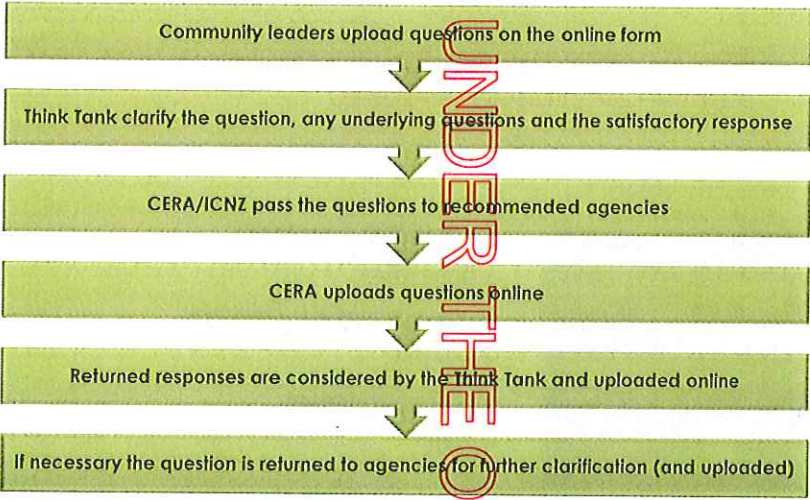 Community leaders upload questions on the online form
Think Tank clarify the question, any underlying questions and the satisfactory response
CERA/ICNZ pass the questions to recommended agencies
CERA uploads questions online
Returned responses are considered by the Think Tank and uploaded online
If necessary the question is returned to agencies for further clarification (and uploaded)
UNDER THE O